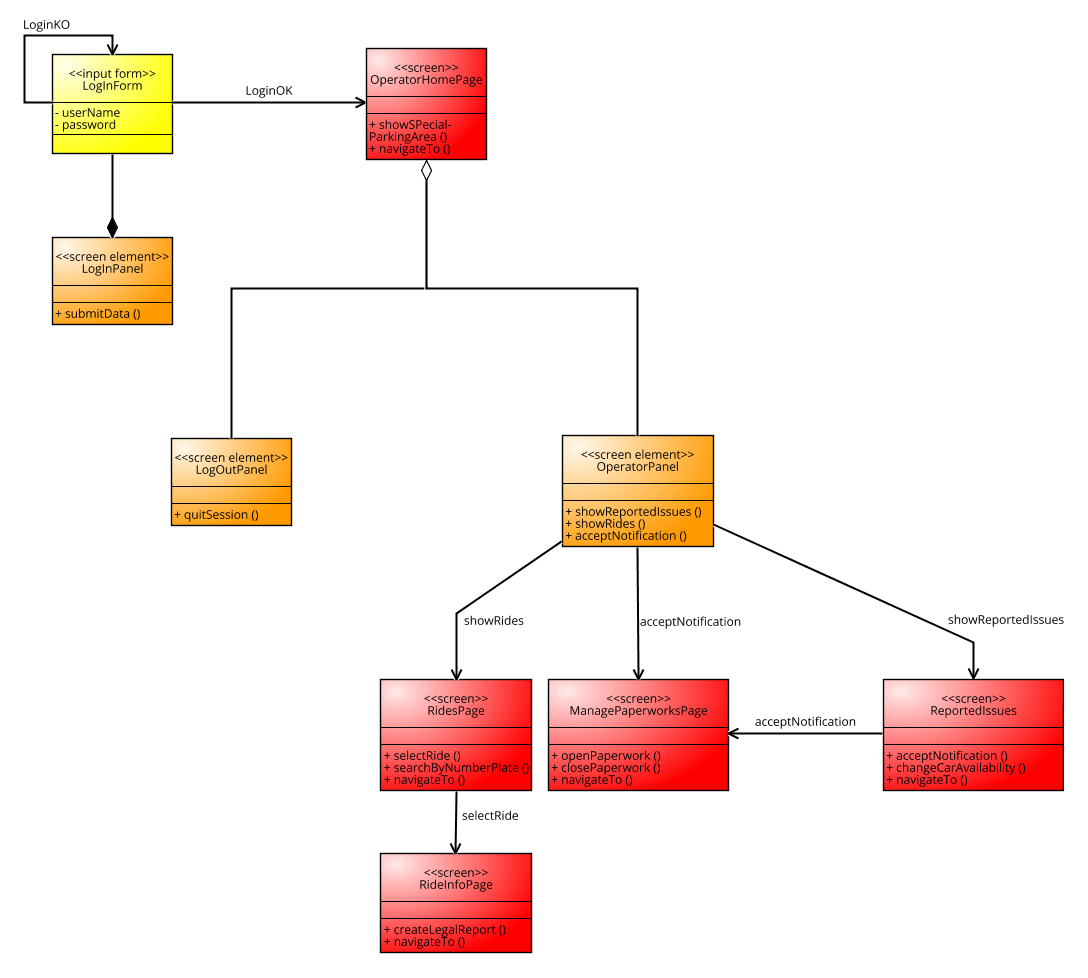 LoginKO
<<input form>>
LogInForm
- userName
- password
LoginOK
<<screen>>
OperatorHomePage
+ showSPecial-
ParkingArea ()
+ navigateTo ()
<<screen element>>
LogInPanel
+ submitData ()
<<screen element>>
LogOutPanel
+ quitSession ()
<<screen element>>
OperatorPanel
+ showReportedIssues ()
+ showRides ()
+ acceptNotification ()
showRides
acceptNotification
showReportedIssues
<<screen>>
RidesPage
+ selectRide ()
+ searchByNumberPlate ()
+ navigateTo ()
<<screen>>
ManagePaperworksPage
+ openPaperwork ()
+ closePaperwork ()
+ navigateTo ()
acceptNotification
<<screen>>
ReportedIssues
+ acceptNotification ()
+ changeCarAvailability ()
+ navigateTo ()
selectRide
<<screen>>
RideInfoPage
+ createLegalReport ()
+ navigateTo ()